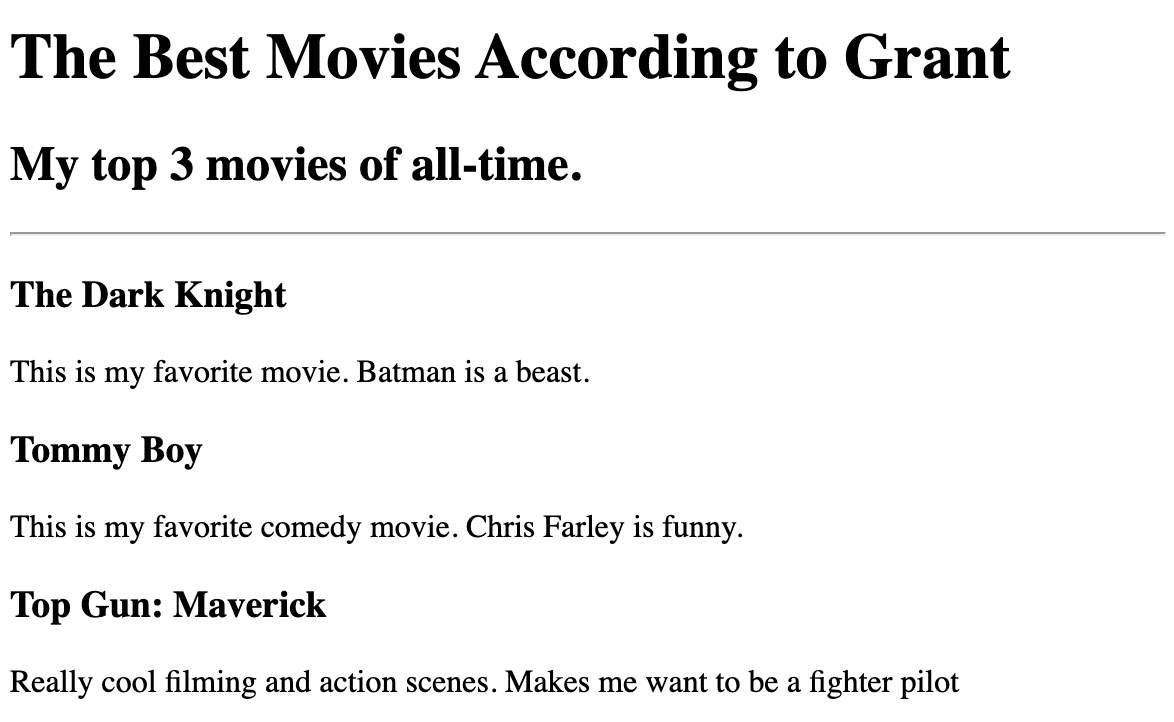 The Best Movies According to Grant
My top 3 movies of all-time.
The Dark Knight
This is my favorite movie. Batman is a beast.
Tommy Boy
This is my favorite comedy movie. Chris Farley is funny.
Top Gun: Maverick
Really cool filming and action scenes. Makes me want to be a fighter pilot